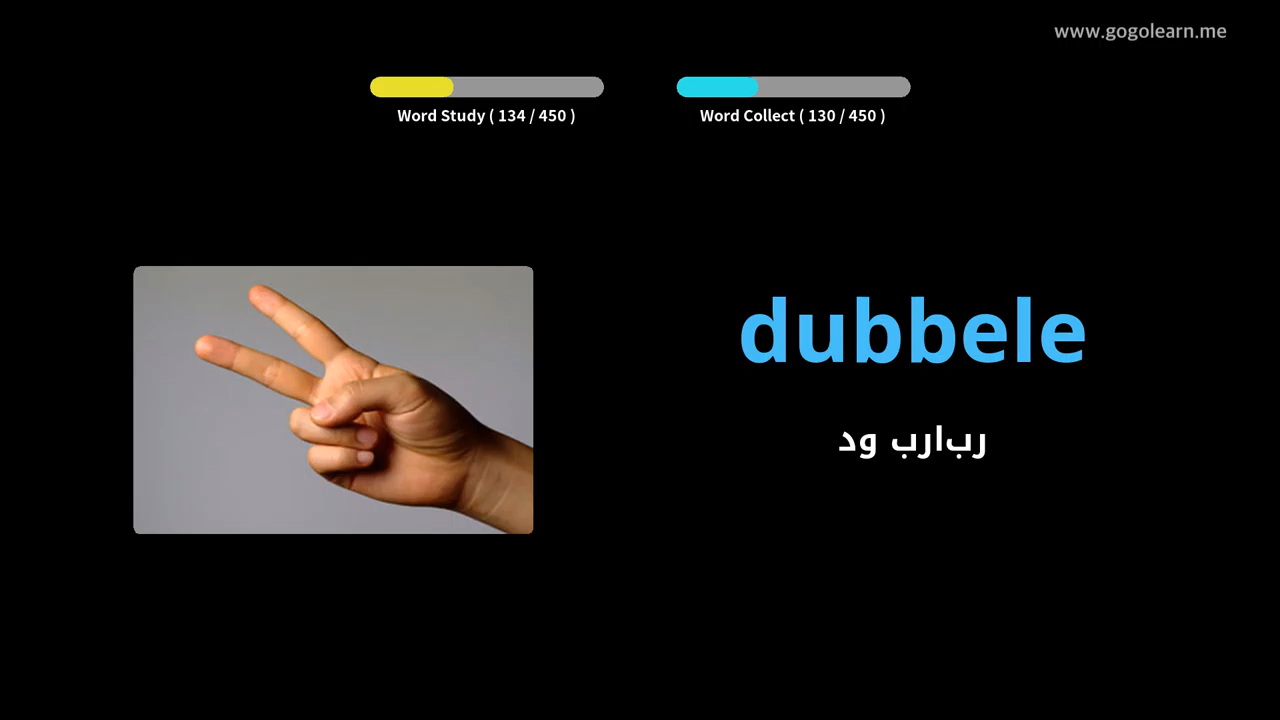 www.gogolearn.me
Word Study ( 134 / 450 )
Word Collect ( 130 / 450 )
dubbele
ربارب ود